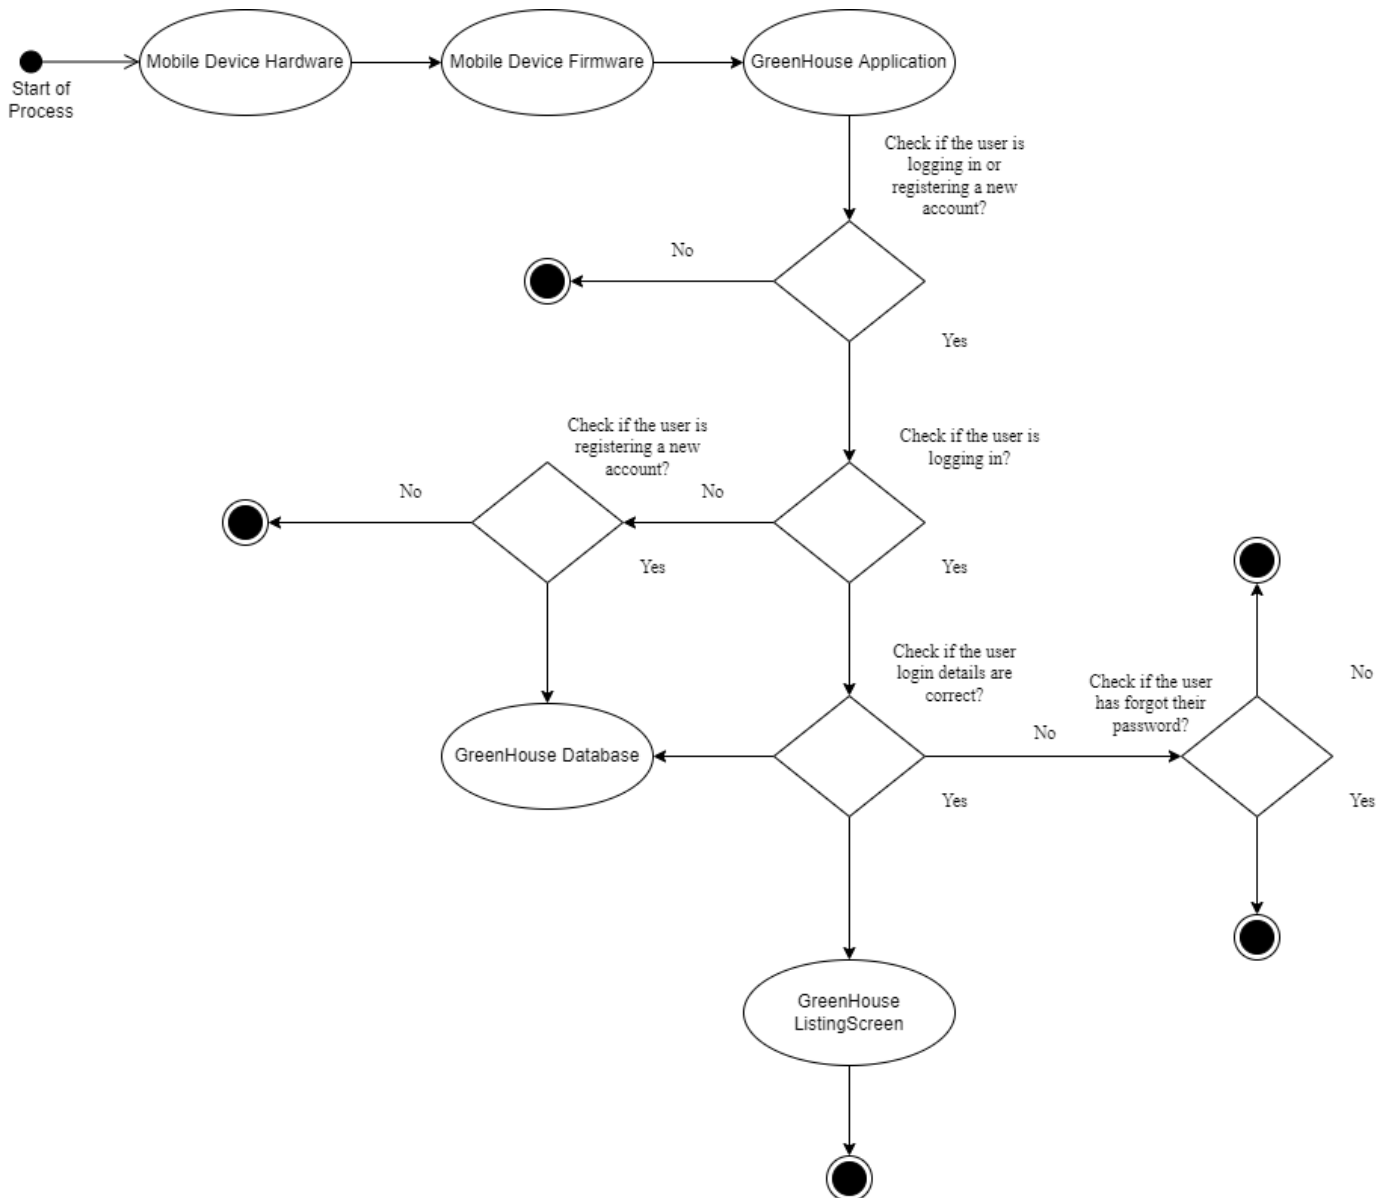 Mobile Device Hardware
Mobile Device Firmware
GreenHouse Application
Start of
Process
Check if the user is
logging in or
registering a new
account?
No
Yes
Check if the user is
registering a new
account?
Check if the user is
logging in?
No
No
Yes
Yes
Check if the user
login details are
correct?
Check if the user
has forgot their
password?
No
No
GreenHouse Database
Yes
Yes
GreenHouse
ListingScreen